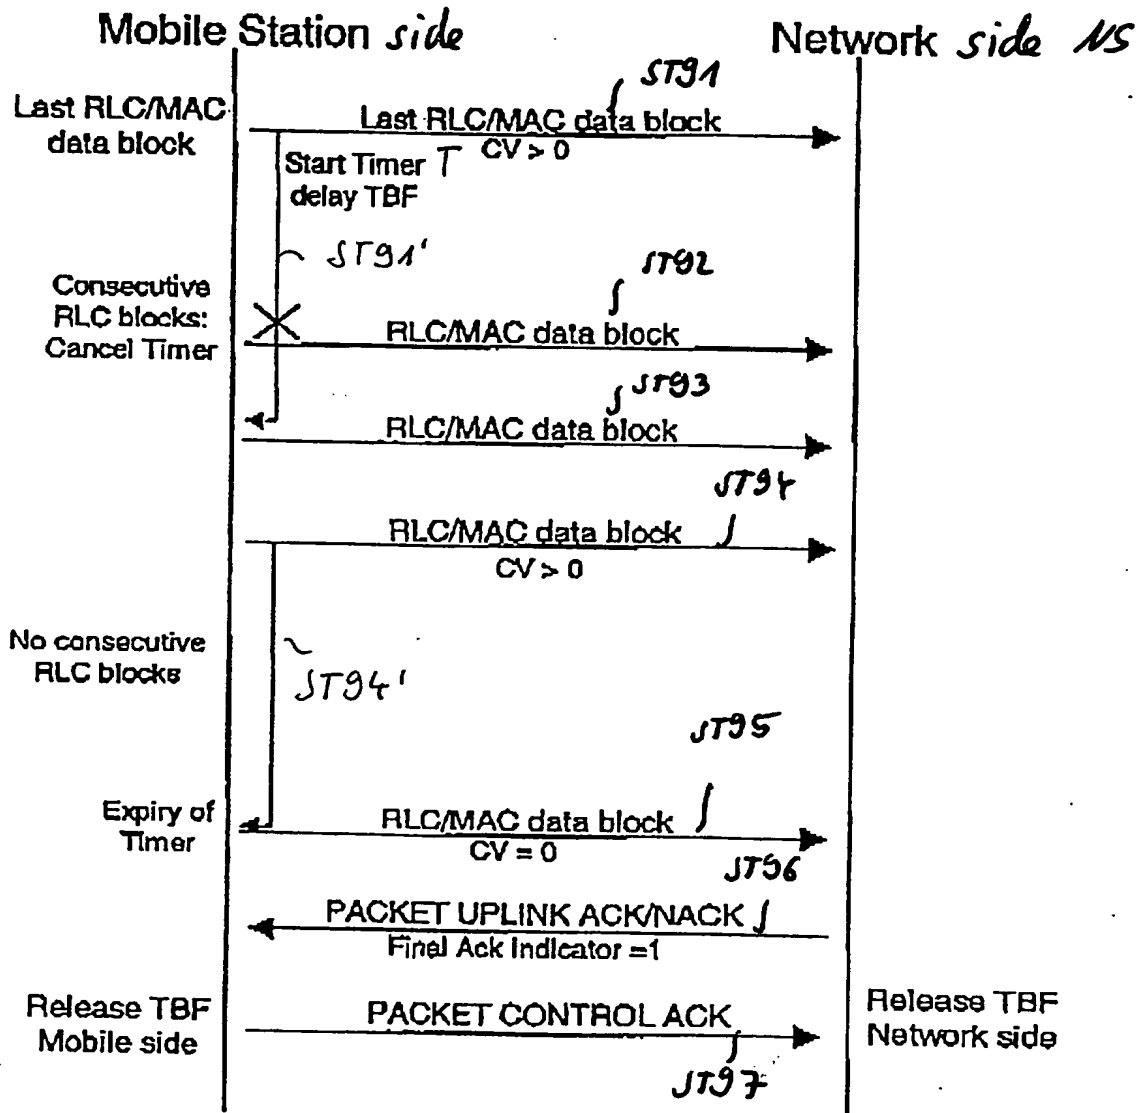 Mobile Station side
Network side NS
ST91
Last RLC/MAC
data block
Last RLC/MAC data block
CV > 0
Start Timer T
delay TBF
ST91'
ST92
Consecutive
RLC blocks:
Cancel Timer
RLC/MAC data block
ST93
RLC/MAC data block
ST94
RLC/MAC data block
CV > 0
No consecutive
RLC blocks
ST94'
ST95
Expiry of
Timer
RLC/MAC data block
CV = 0
ST96
PACKET UPLINK ACK/NACK
Final Ack Indicator =1
Release TBF
Mobile side
PACKET CONTROL ACK
Release TBF
Network side
ST97